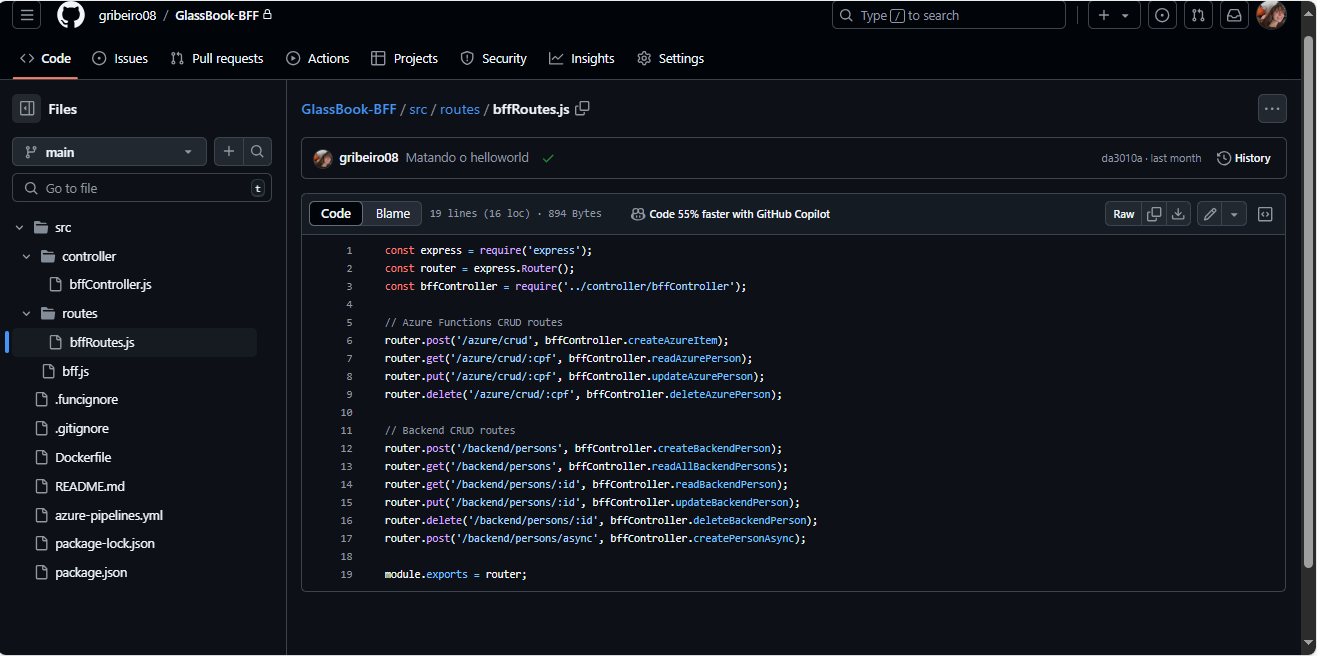 gribeiro08 / GlassBook-BFF
Type / to search
Code Issues Pull requests Actions Projects Security Insights Settings
Files
main
Go to file t
src
controller
bffController.js
routes
bffRoutes.js
bff.js
.funcignore
.gitignore
Dockerfile
README.md
azure-pipelines.yml
package-lock.json
package.json
GlassBook-BFF / src / routes / bffRoutes.js
gribeiro08 Matando o helloworld
da3010a · last month History
Code Blame 19 lines (16 loc) · 894 Bytes Code 55% faster with GitHub Copilot Raw
1 const express = require('express');
2 const router = express.Router();
3 const bffController = require('../controller/bffController');
4
5 // Azure Functions CRUD routes
6 router.post('/azure/crud', bffController.createAzureItem);
7 router.get('/azure/crud/:cpf', bffController.readAzurePerson);
8 router.put('/azure/crud/:cpf', bffController.updateAzurePerson);
9 router.delete('/azure/crud/:cpf', bffController.deleteAzurePerson);
10
11 // Backend CRUD routes
12 router.post('/backend/persons', bffController.createBackendPerson);
13 router.get('/backend/persons', bffController.readAllBackendPersons);
14 router.get('/backend/persons/:id', bffController.readBackendPerson);
15 router.put('/backend/persons/:id', bffController.updateBackendPerson);
16 router.delete('/backend/persons/:id', bffController.deleteBackendPerson);
17 router.post('/backend/persons/async', bffController.createPersonAsync);
18
19 module.exports = router;